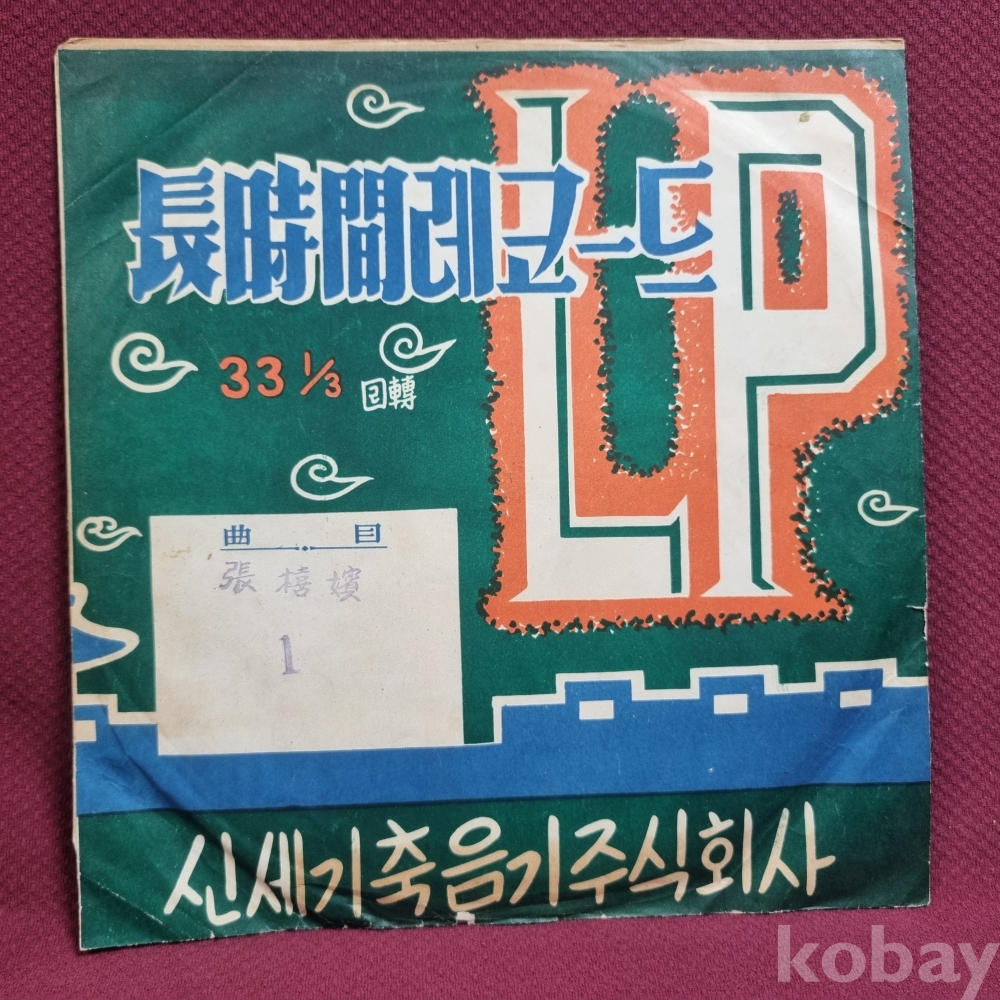 LP
長時間레코-드
33 1/3 回轉
曲目
張禧嬪
1
신세기축음기주식회사
kobay